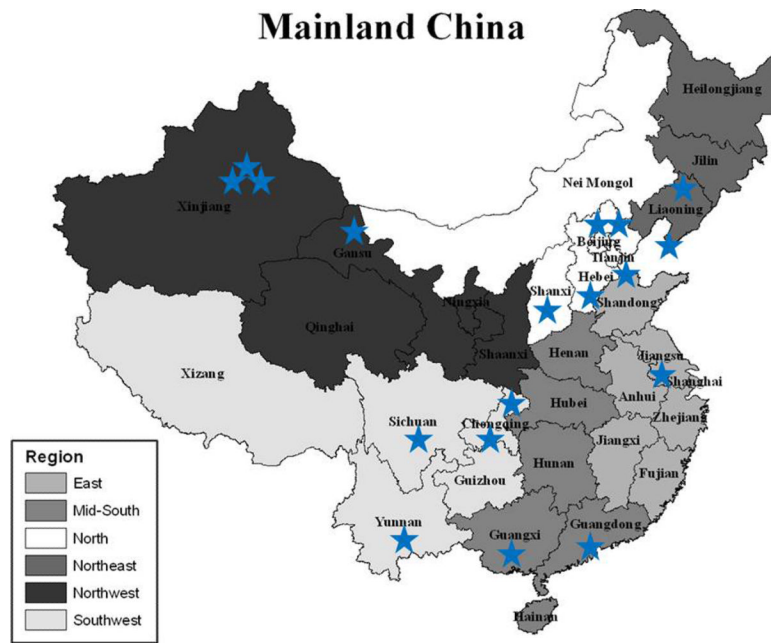 Mainland China
Heilongjiang
Jilin
Nei Mongol
Liaoning
Xinjiang
Beijing
Tianjin
Gansu
Hebei
Shanxi
Shandong
Ningxia
Qinghai
Shaanxi
Henan
Jiangsu
Xizang
Shanghai
Hubei
Anhui
Sichuan
Chongqing
Zhejiang
Jiangxi
Hunan
Guizhou
Fujian
Yunnan
Guangxi
Guangdong
Hainan
Region
East
Mid-South
North
Northeast
Northwest
Southwest